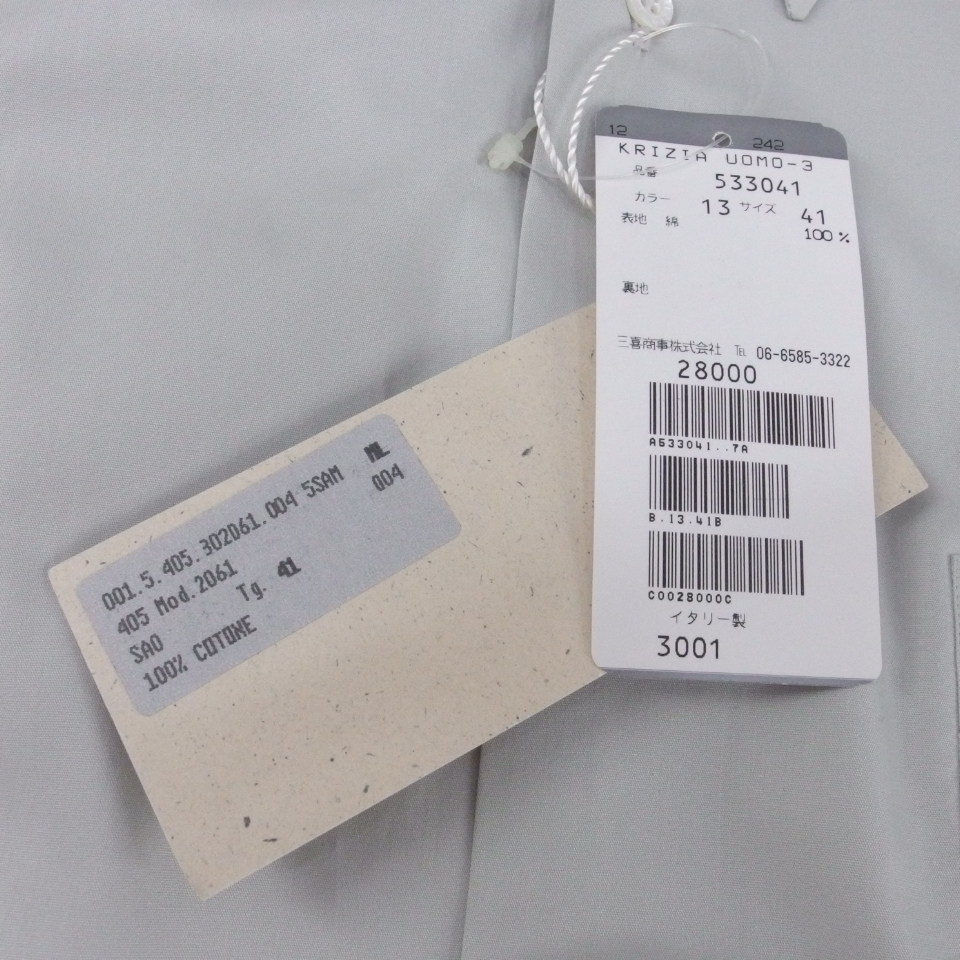 12 242
KRIZIA UOMO-3
品番 533041
カラー 13 サイズ 41
表地 綿 100 %
裏地
三喜商事株式会社 TEL 06-6585-3322
28000
A533041..7A
B.13.41B
C0028000C
イタリー製
3001
001.5.405.302061.004 5SAM ML
405 Mod.2061 004
SAO Tg. 41
100% COTONE